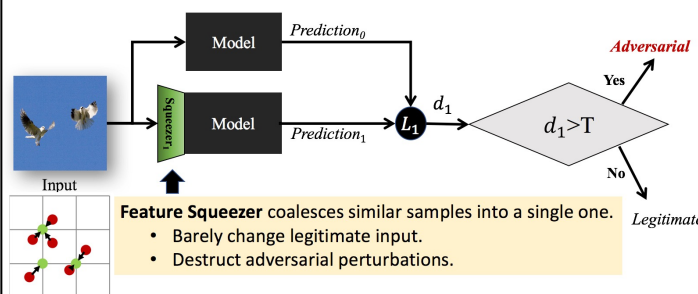 Prediction₀
Model
Adversarial
Yes
Squeezer₁
Model
L₁
d₁
d₁>T
Prediction₁
No
Input
Legitimate
Feature Squeezer coalesces similar samples into a single one.
• Barely change legitimate input.
• Destruct adversarial perturbations.